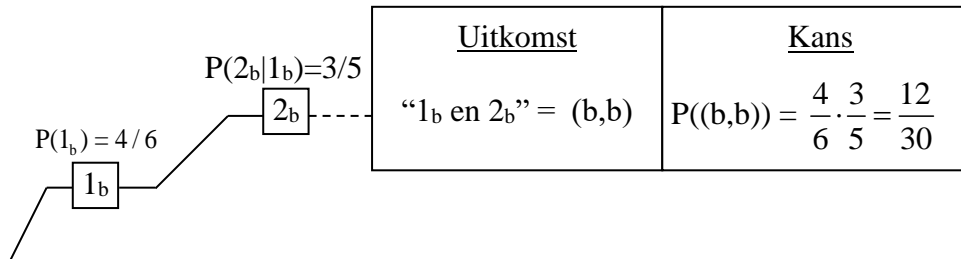 Uitkomst
Kans
P(2b|1b)=3/5
2b
“1b en 2b” = (b,b)
P((b,b)) = 4/6 · 3/5 = 12/30
P(1b) = 4 / 6
1b